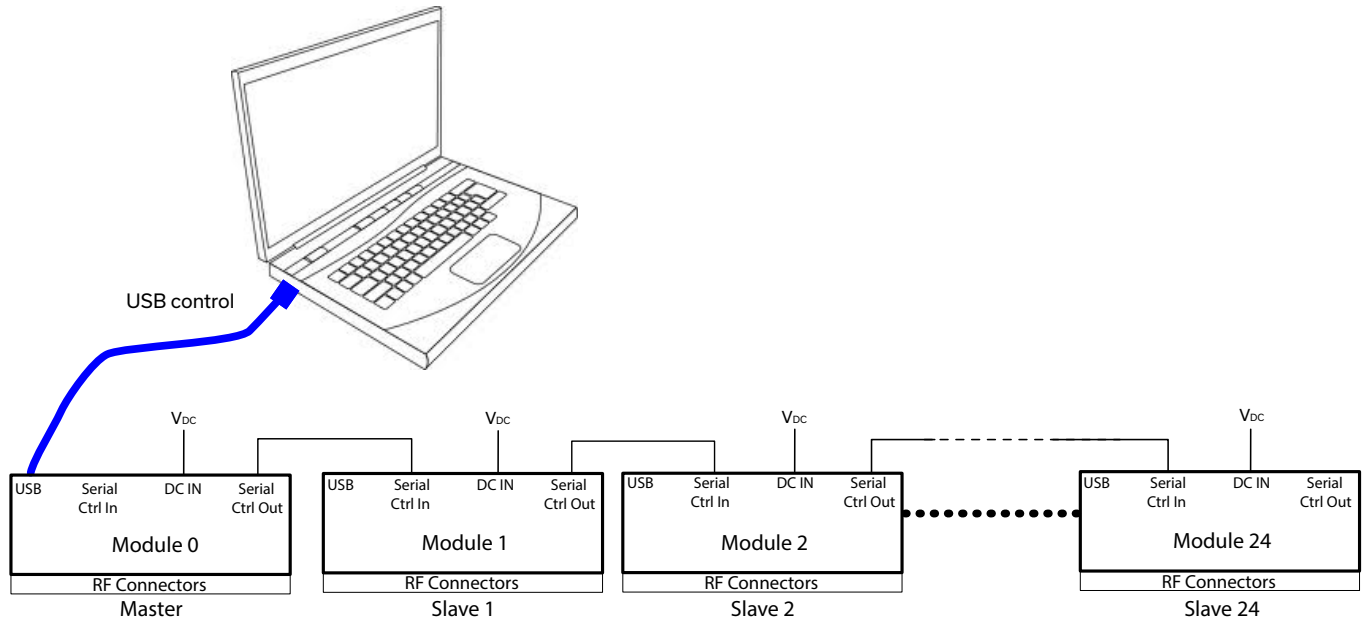 USB control
VDC
VDC
VDC
VDC
USB
Serial
Ctrl In
DC IN
Serial
Ctrl Out
Module 0
RF Connectors
Master
USB
Serial
Ctrl In
DC IN
Serial
Ctrl Out
Module 1
RF Connectors
Slave 1
USB
Serial
Ctrl In
DC IN
Serial
Ctrl Out
Module 2
RF Connectors
Slave 2
USB
Serial
Ctrl In
DC IN
Serial
Ctrl Out
Module 24
RF Connectors
Slave 24